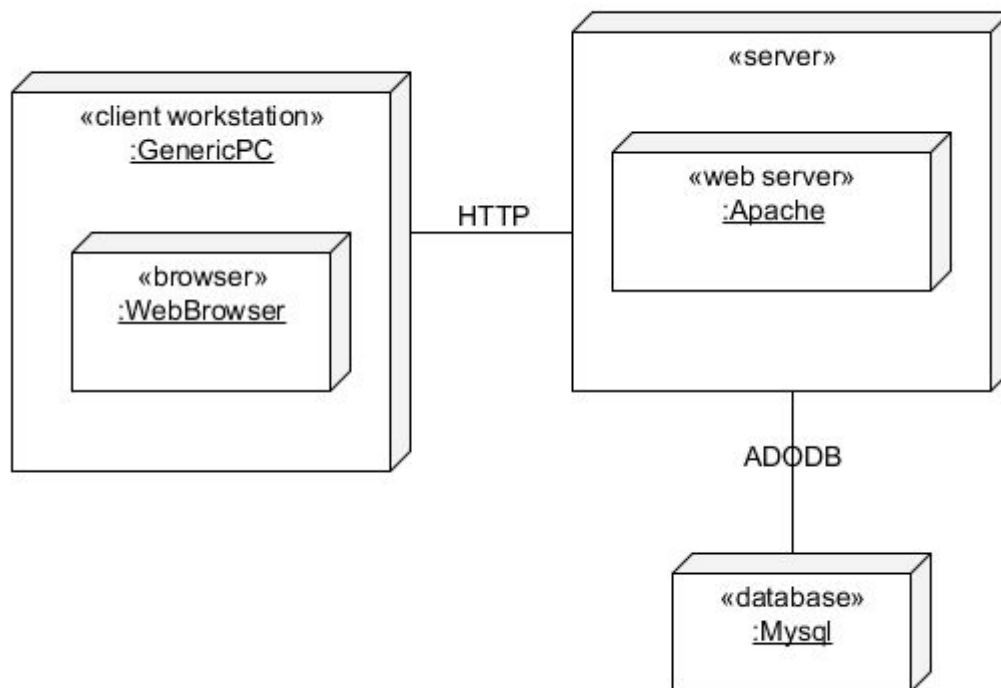 «client workstation»
:GenericPC
«browser»
:WebBrowser
HTTP
«server»
«web server»
:Apache
ADODB
«database»
:Mysql